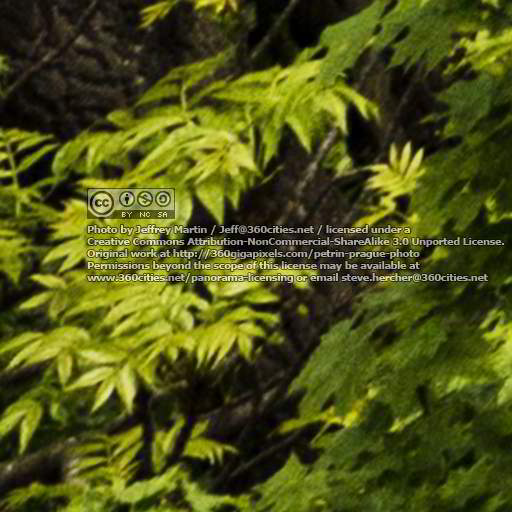 cc
BY NC SA
Photo by Jeffrey Martin / Jeff@360cities.net / licensed under a
Creative Commons Attribution-NonCommercial-ShareAlike 3.0 Unported License.
Original work at http://360gigapixels.com/petrin-prague-photo
Permissions beyond the scope of this license may be available at
www.360cities.net/panorama-licensing or email steve.hercher@360cities.net